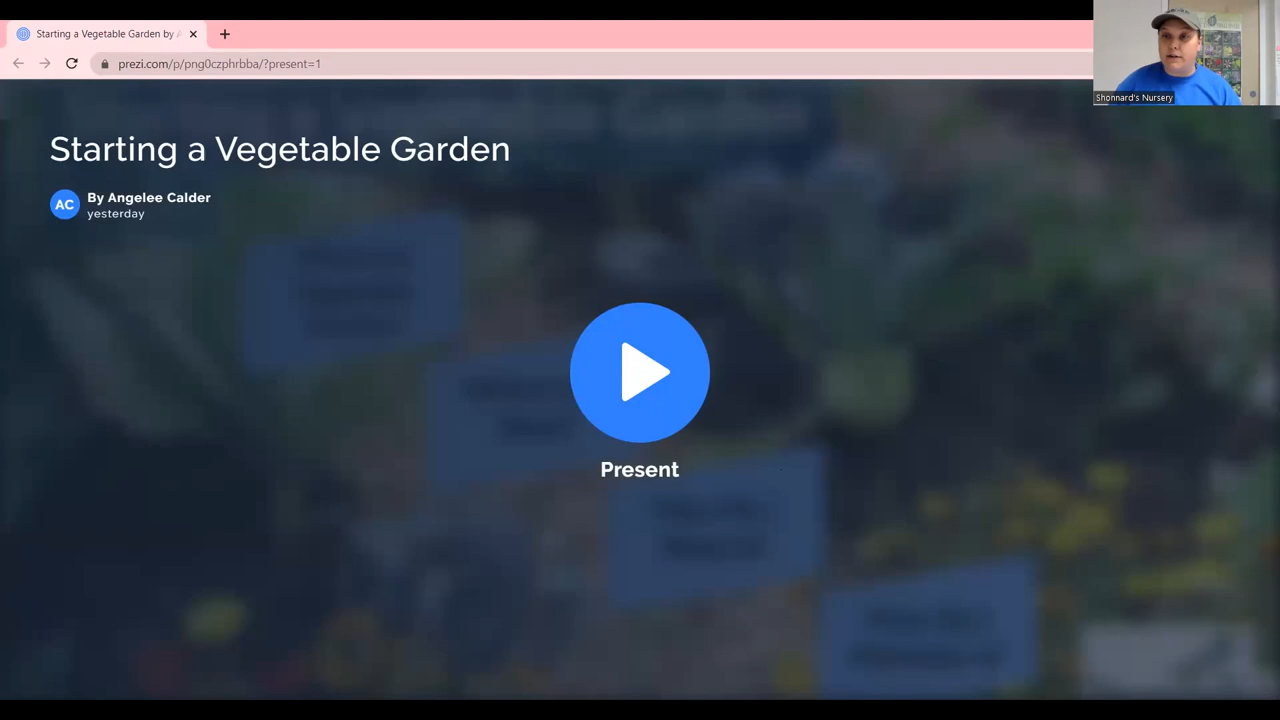 Starting a Vegetable Garden by A
prezi.com/p/png0czphrbba/?present=1
Shonnard's Nursery
Starting a Vegetable Garden
AC
By Angelee Calder
yesterday
Present